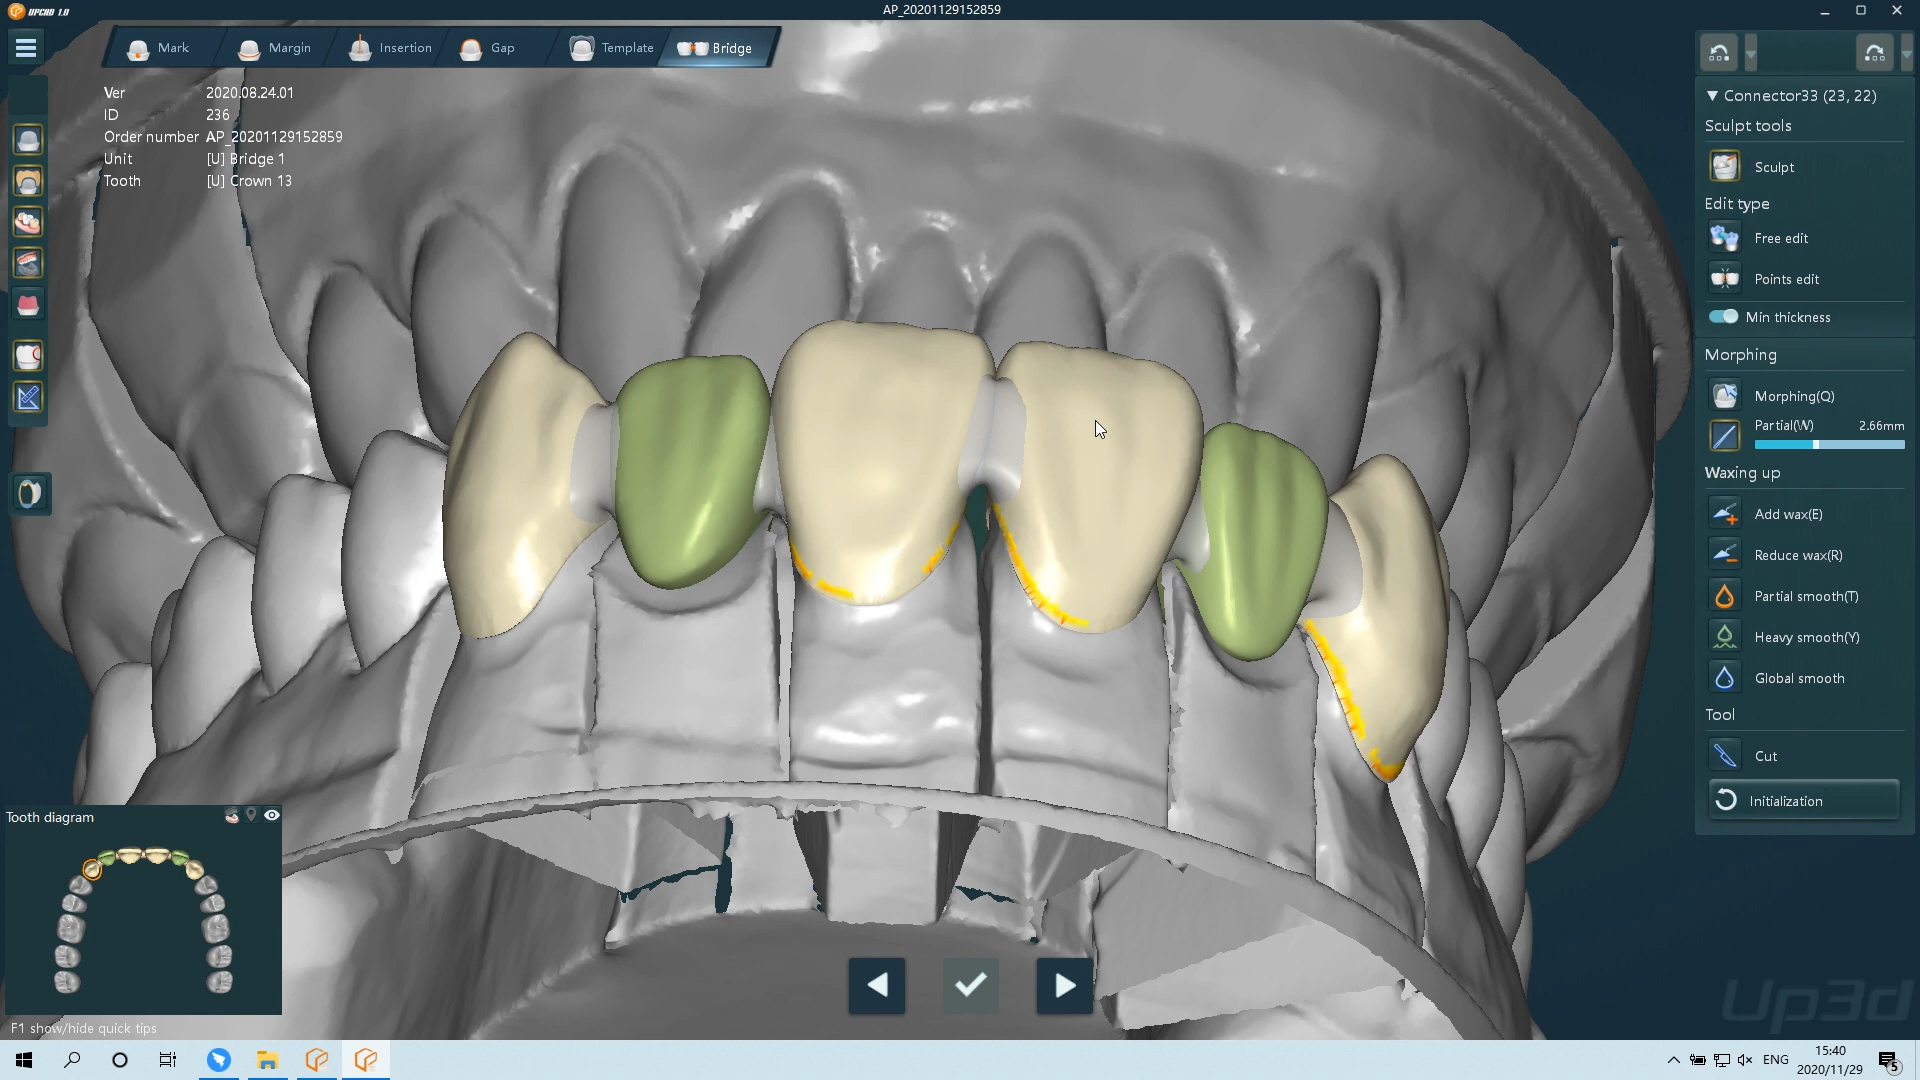 UPCAD 1.0
AP_20201129152859
Mark
Margin
Insertion
Gap
Template
Bridge
Ver 2020.08.24.01
ID 236
Order number AP_20201129152859
Unit [U] Bridge 1
Tooth [U] Crown 13
Connector33 (23, 22)
Sculpt tools
Sculpt
Edit type
Free edit
Points edit
Min thickness
Morphing
Morphing(Q)
Partial(W) 2.66mm
Waxing up
Add wax(E)
Reduce wax(R)
Partial smooth(T)
Heavy smooth(Y)
Global smooth
Tool
Cut
Initialization
Tooth diagram
F1 show/hide quick tips
Up3d
ENG
15:40
2020/11/29
5